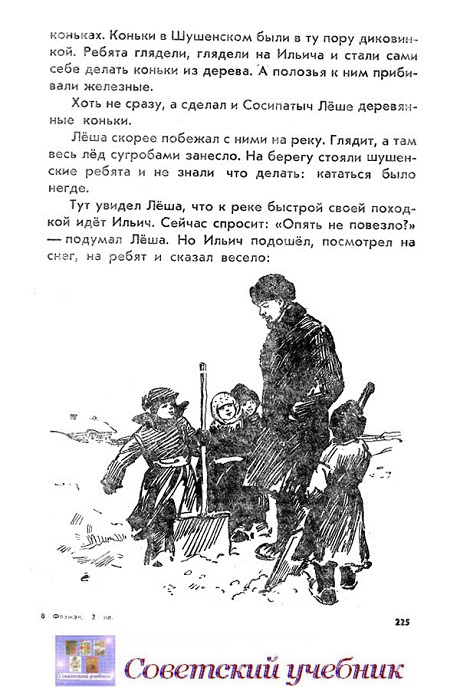 коньках. Коньки в Шушенском были в ту пору диковин-
кой. Ребята глядели, глядели на Ильича и стали сами
себе делать коньки из дерева. А полозья к ним приби-
вали железные.
Хоть не сразу, а сделал и Сосипатыч Лёше деревян-
ные коньки.
Лёша скорее побежал с ними на реку. Глядит, а там
весь лёд сугробами занесло. На берегу стояли шушен-
ские ребята и не знали что делать: кататься было
негде.
Тут увидел Лёша, что к реке быстрой своей поход-
кой идёт Ильич. Сейчас спросит: «Опять не повезло?»
— подумал Лёша. Но Ильич подошёл, посмотрел на
снег, на ребят и сказал весело:
8 2 кл.
225
Советский учебник
Советский учебник